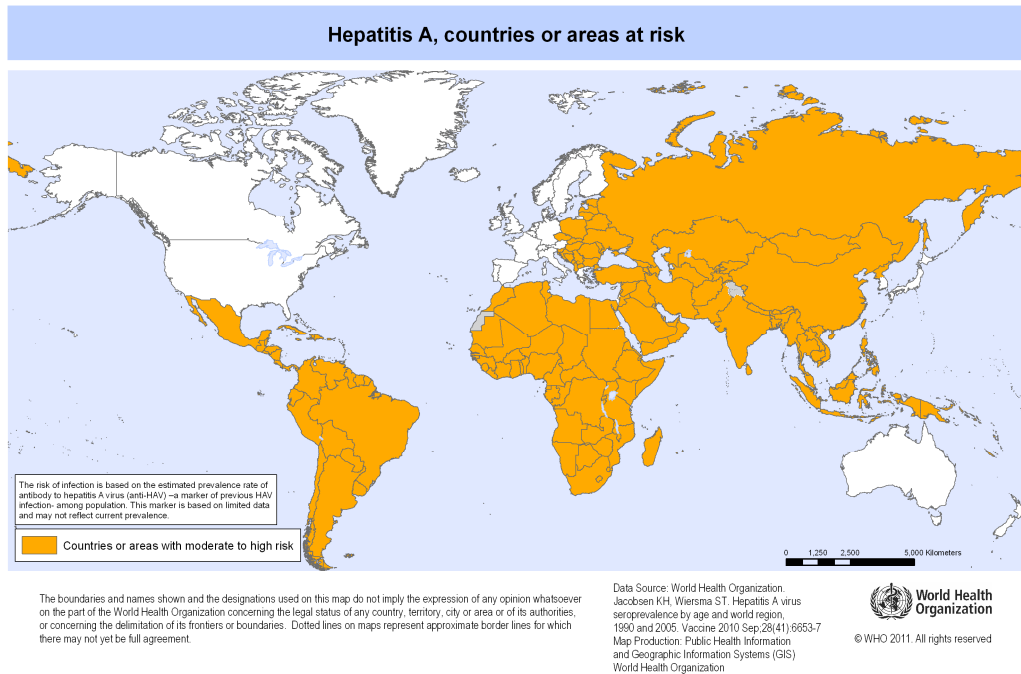 Hepatitis A, countries or areas at risk
The risk of infection is based on the estimated prevalence rate of
antibody to hepatitis A virus (anti-HAV) –a marker of previous HAV
infection- among population. This marker is based on limited data
and may not reflect current prevalence.
Countries or areas with moderate to high risk
0 1,250 2,500 5,000 Kilometers
The boundaries and names shown and the designations used on this map do not imply the expression of any opinion whatsoever
on the part of the World Health Organization concerning the legal status of any country, territory, city or area or of its authorities,
or concerning the delimitation of its frontiers or boundaries. Dotted lines on maps represent approximate border lines for which
there may not yet be full agreement.
Data Source: World Health Organization.
Jacobsen KH, Wiersma ST. Hepatitis A virus
seroprevalence by age and world region,
1990 and 2005. Vaccine 2010 Sep;28(41):6653-7
Map Production: Public Health Information
and Geographic Information Systems (GIS)
World Health Organization
World Health
Organization
© WHO 2011. All rights reserved